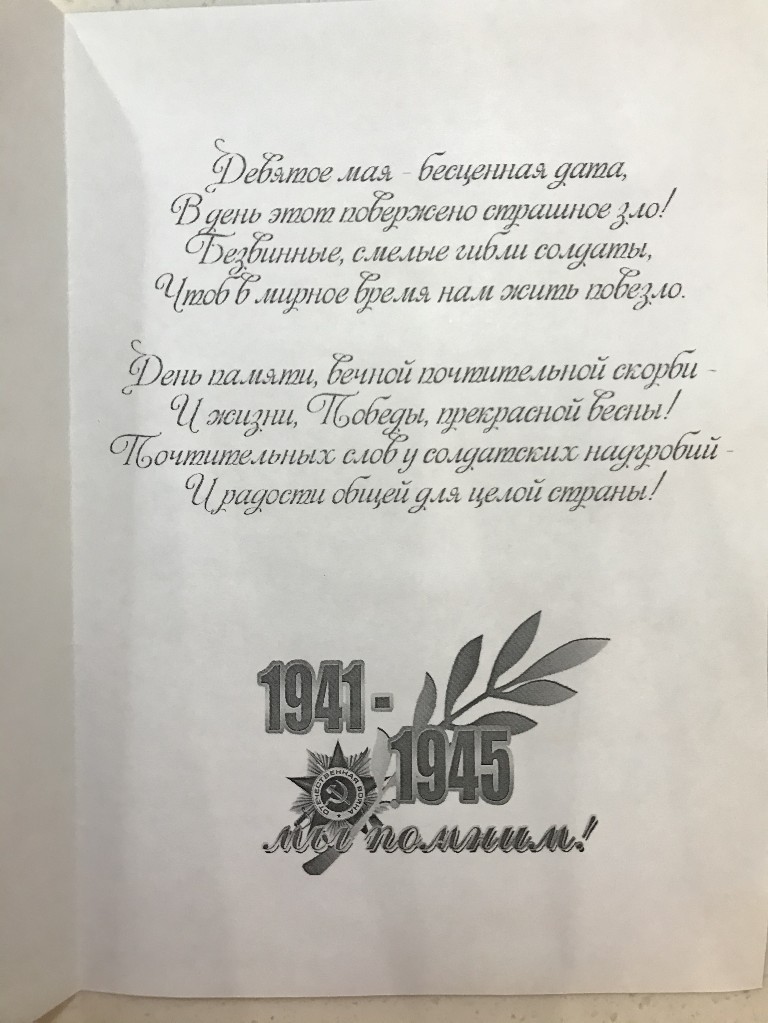 Девятое мая - бесценная дата,
В день этот повержено страшное зло!
Безвинные, смелые гибли солдаты,
Чтоб в мирное время нам жить повезло.
День памяти, вечной почтительной скорби -
И жизни, Победы, прекрасной весны!
Почтительных слов у солдатских надгробий -
И радости общей для целой страны!
1941-
1945
ОТЕЧЕСТВЕННАЯ ВОЙНА
мы помним!